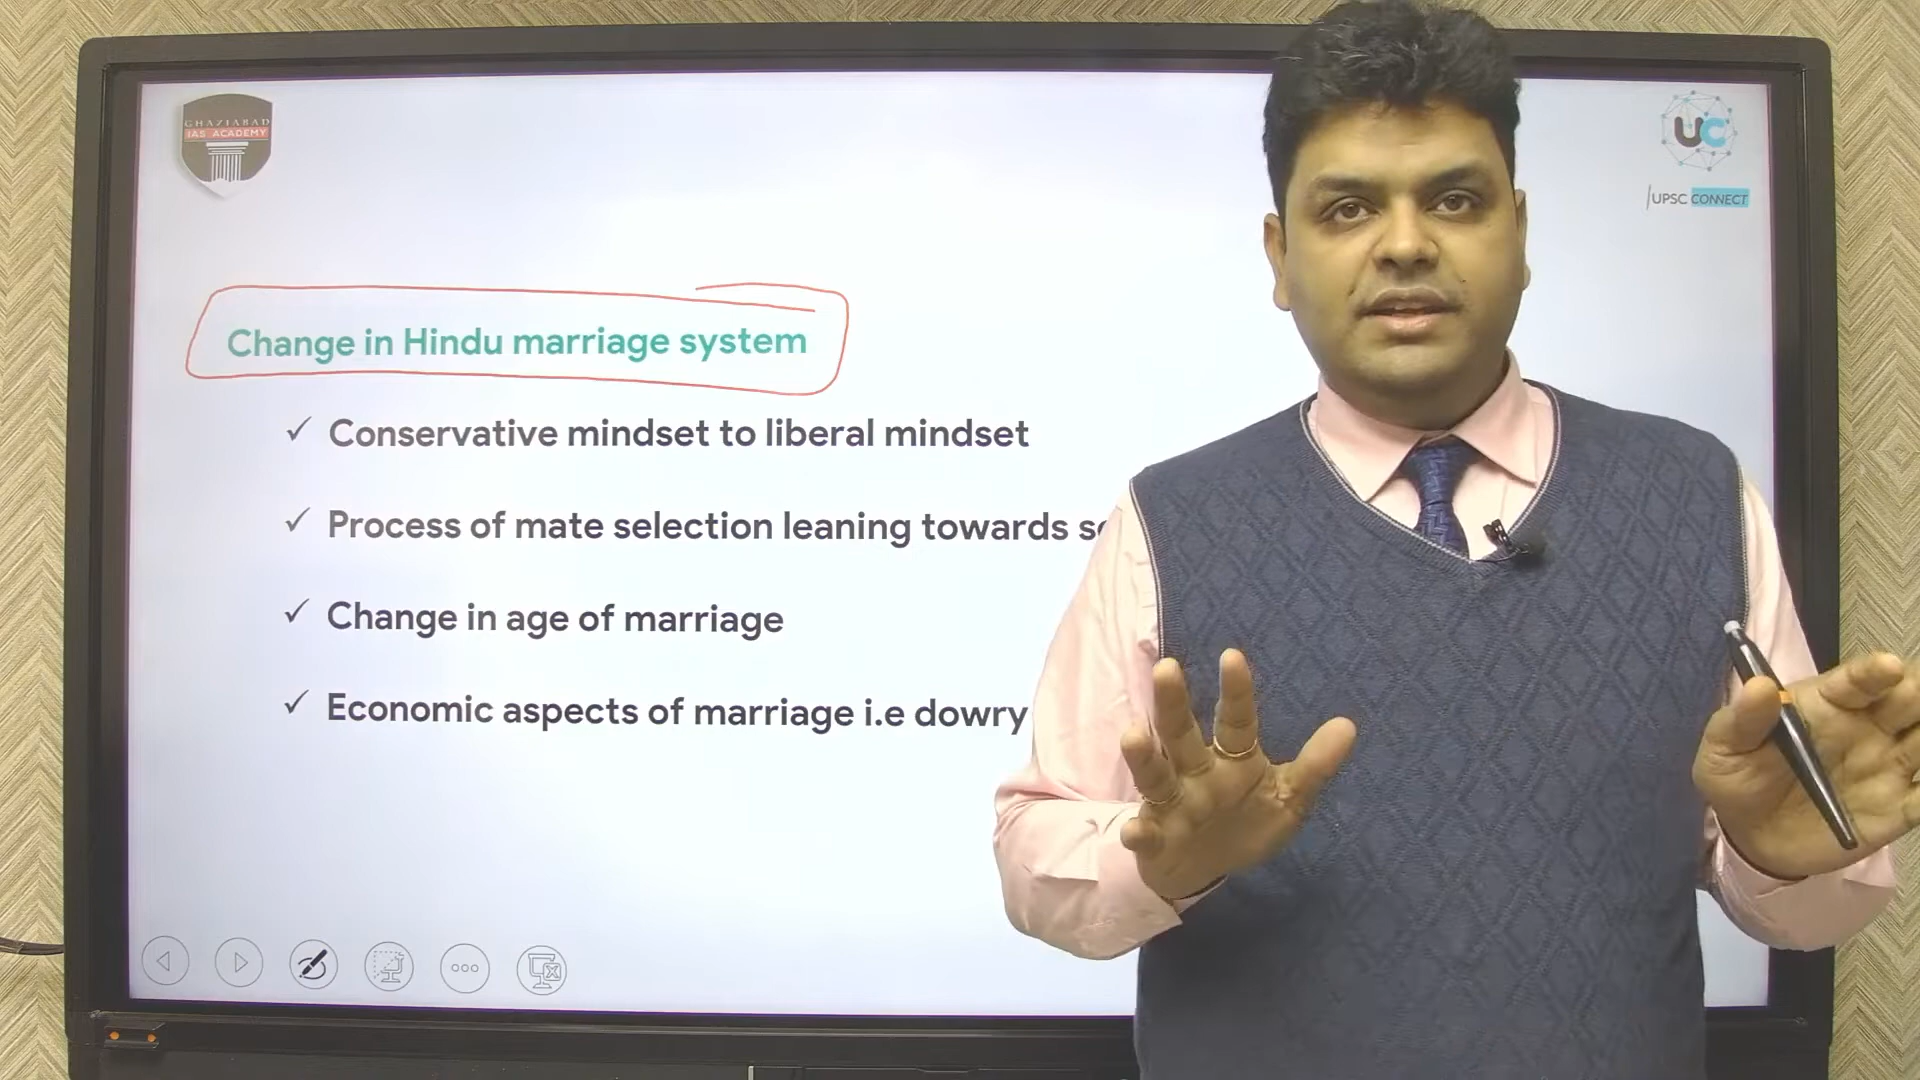 GHAZIABAD
IAS ACADEMY
UC
UPSC CONNECT
Change in Hindu marriage system
✓ Conservative mindset to liberal mindset
✓ Process of mate selection leaning towards
✓ Change in age of marriage
✓ Economic aspects of marriage i.e dowry